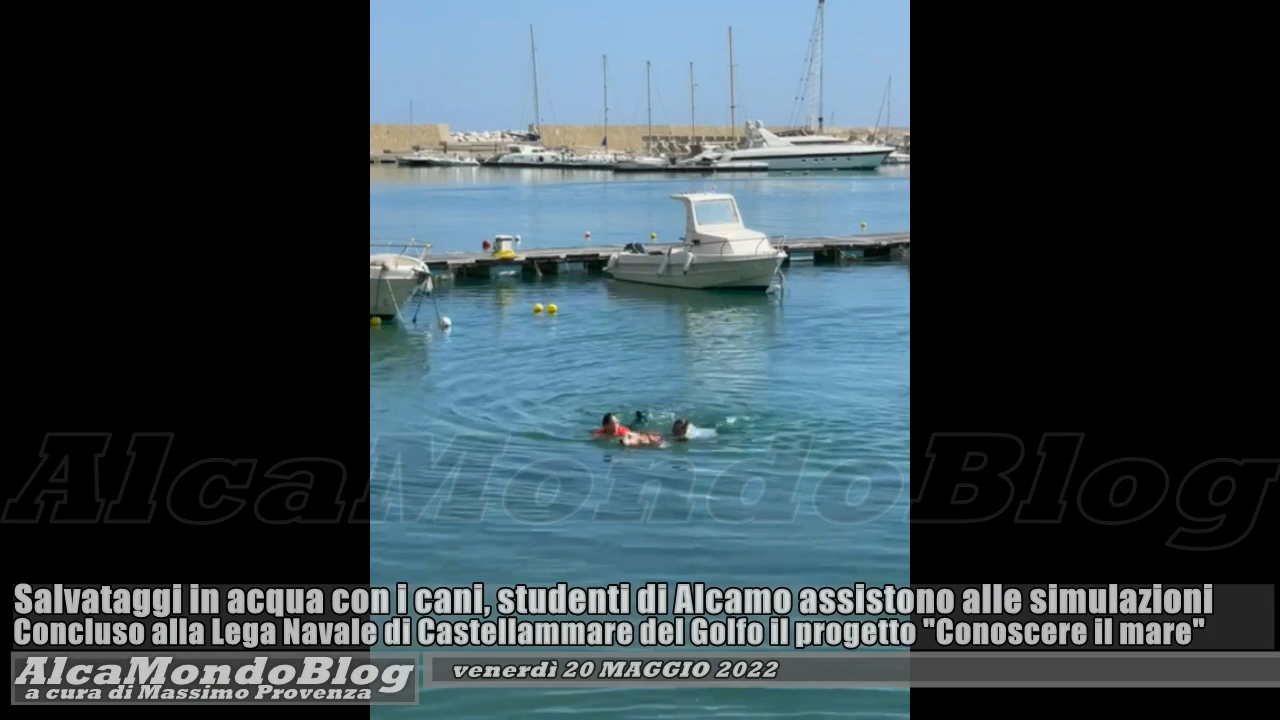 AlcaMondoBlog
Salvataggi in acqua con i cani, studenti di Alcamo assistono alle simulazioni
Concluso alla Lega Navale di Castellammare del Golfo il progetto "Conoscere il mare"
AlcaMondoBlog
a cura di Massimo Provenza
venerdì 20 MAGGIO 2022